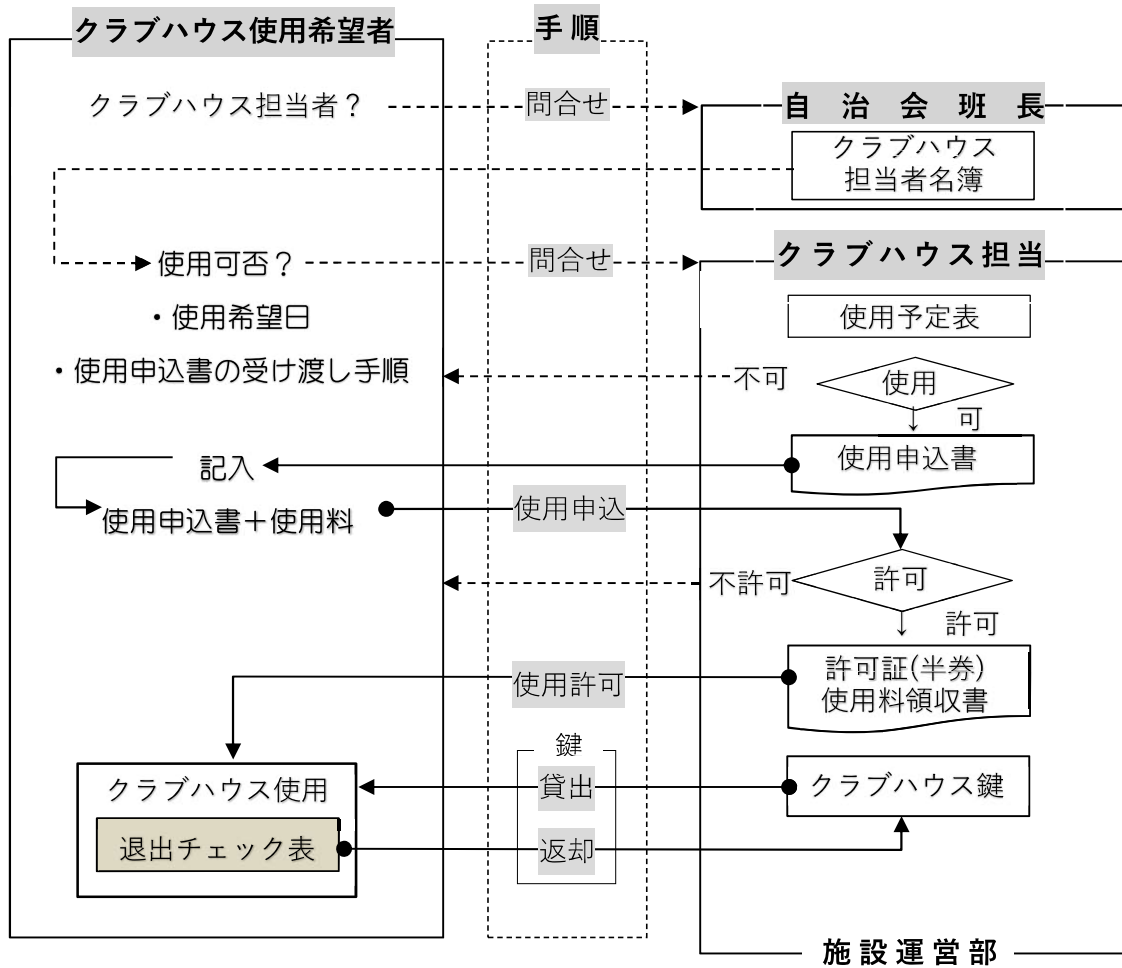 クラブハウス使用希望者
手順
クラブハウス担当者？
問合せ
自治会班長
クラブハウス
担当者名簿
使用可否？
問合せ
クラブハウス担当
・使用希望日
使用予定表
・使用申込書の受け渡し手順
不可
使用
可
記入
使用申込書
使用申込書＋使用料
使用申込
不許可
許可
許可
使用許可
許可証(半券)
使用料領収書
鍵
クラブハウス使用
貸出
クラブハウス鍵
退出チェック表
返却
施設運営部